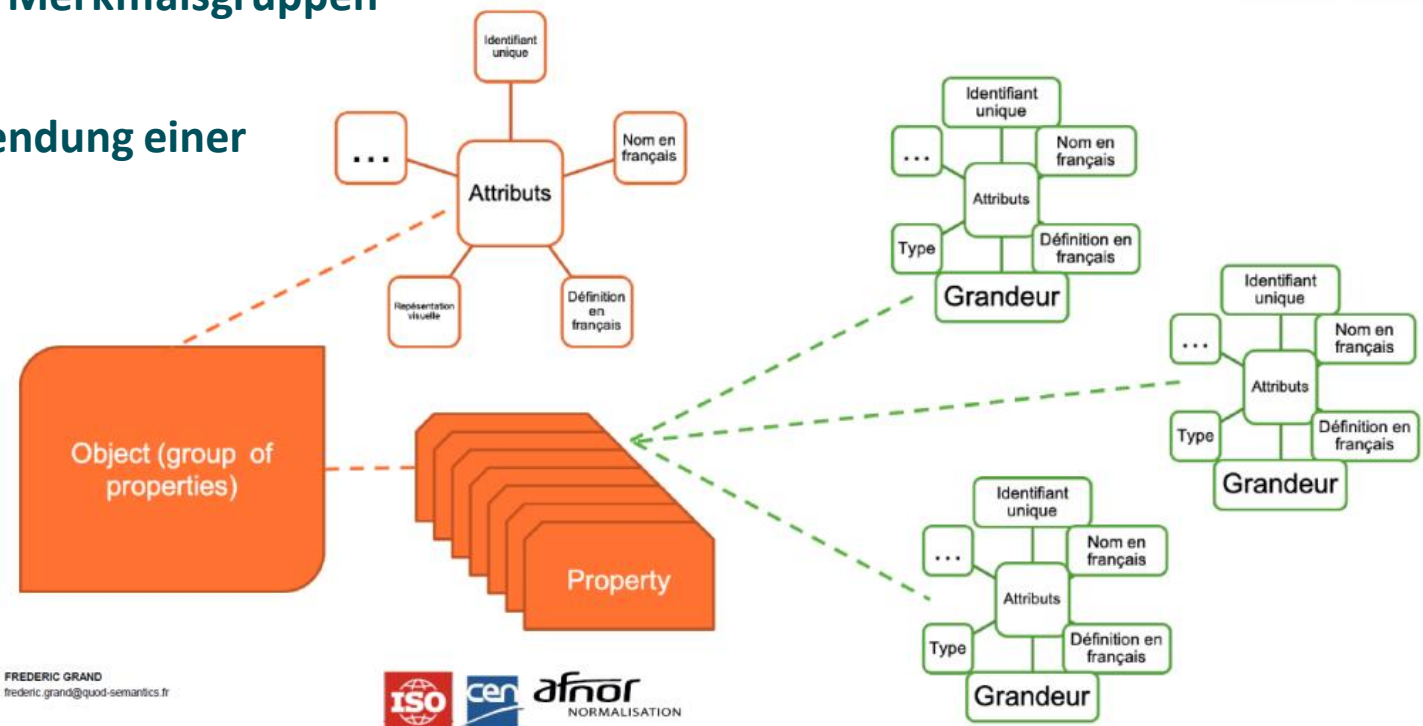 Merkmalsgruppen
endung einer
Identifiant
unique
...
Nom en
français
Attributs
Repésentation
visuelle
Définition
en
français
Object (group of
properties)
Property
Identifiant
unique
...
Nom en
français
Attributs
Type
Définition en
français
Grandeur
Identifiant
unique
...
Nom en
français
Attributs
Type
Définition en
français
Grandeur
Identifiant
unique
...
Nom en
français
Attributs
Type
Définition en
français
Grandeur
FREDERIC GRAND
frederic.grand@quod-semantics.fr
ISO
cen
afnor
NORMALISATION